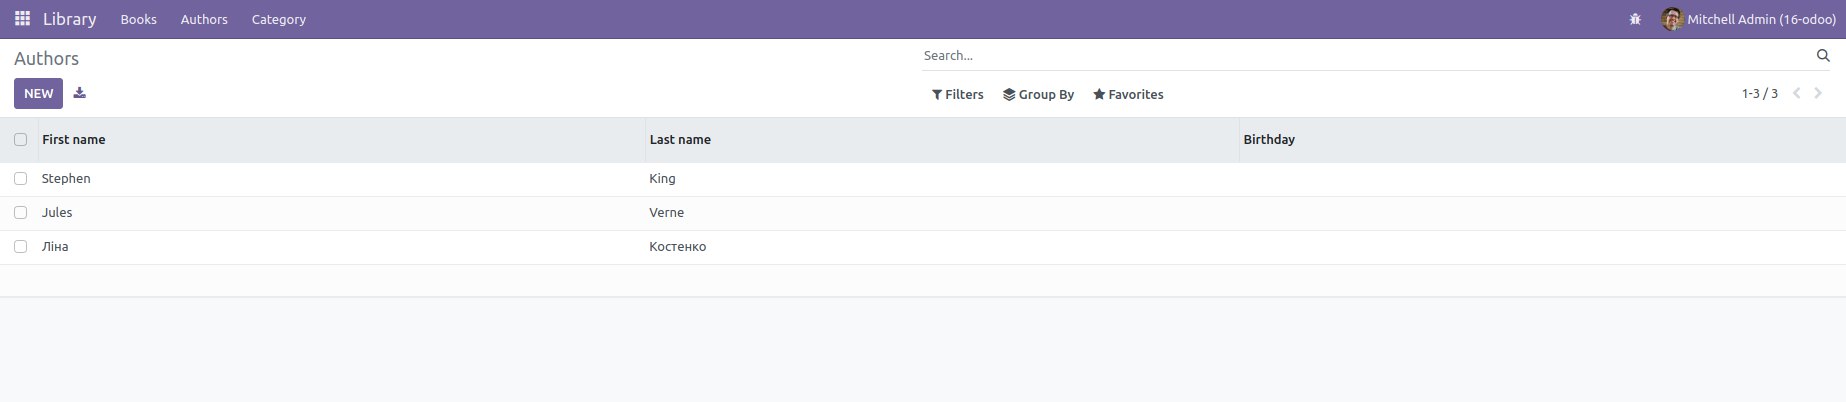 Library Books Authors Category Mitchell Admin (16-odoo)
Authors Search...
NEW Filters Group By Favorites 1-3 / 3
First name Last name Birthday
Stephen King
Jules Verne
Ліна Костенко